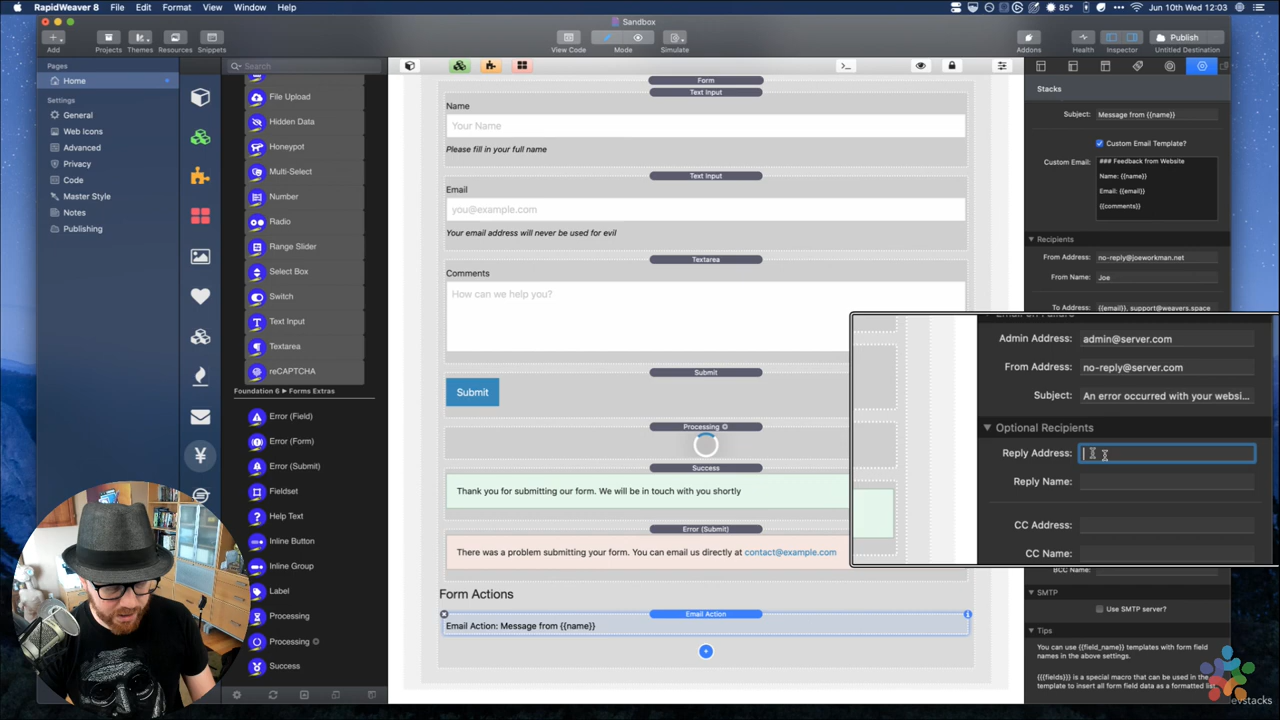 RapidWeaver 8 File Edit Format View Window Help
85° Jun 10th Wed 12:03
Sandbox
Add Projects Themes Resources Snippets View Code Mode Simulate Addons Health Inspector Publish Untitled Destination
Pages
Home
Settings
General
Web Icons
Advanced
Privacy
Code
Master Style
Notes
Publishing
¥
Search
File Upload
Hidden Data
Honeypot
Multi-Select
Number
Radio
Range Slider
Select Box
Switch
Text Input
Textarea
reCAPTCHA
Foundation 6 ▸ Forms Extras
Error (Field)
Error (Form)
Error (Submit)
Fieldset
Help Text
Inline Button
Inline Group
Label
Processing
Processing
Success
Form
Text Input
Name
Your Name
Please fill in your full name
Text Input
Email
you@example.com
Your email address will never be used for evil
Textarea
Comments
How can we help you?
Submit
Submit
Processing
Success
Thank you for submitting our form. We will be in touch with you shortly
Error (Submit)
There was a problem submitting your form. You can email us directly at contact@example.com
Form Actions
Email Action
Email Action: Message from {{name}}
Stacks
Subject: Message from {{name}}
Custom Email Template?
Custom Email: ### Feedback from Website
Name: {{name}}
Email: {{email}}
{{comments}}
Recipients
From Address: no-reply@joeworkman.net
From Name: Joe
To Address: {{email}}, support@weavers.space
Admin Address: admin@server.com
From Address: no-reply@server.com
Subject: An error occurred with your websi...
Optional Recipients
Reply Address:
Reply Name:
CC Address:
CC Name:
BCC Name:
SMTP
Use SMTP server?
Tips
You can use {{field_name}} templates with form field
names in the above settings.
{{{fields}}} is a special macro that can be used in the
template to insert all form field data as a formatted list